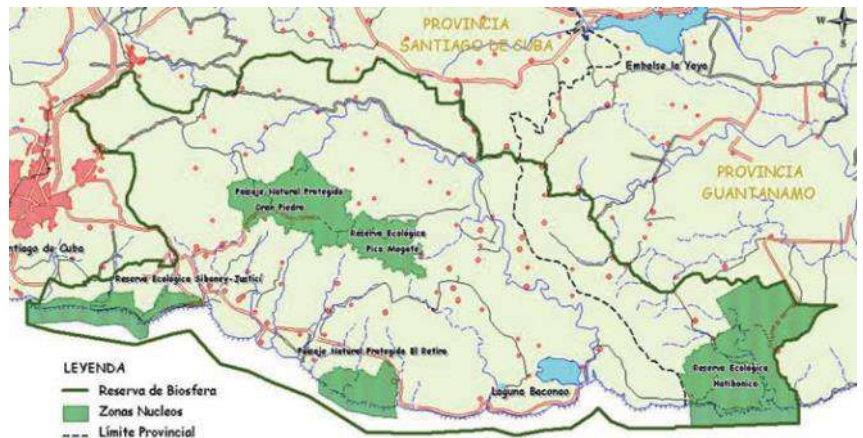 PROVINCIA
SANTIAGO DE CUBA
W
S
Embalse la Yaya
PROVINCIA
GUANTANAMO
Paisaje Natural Protegido
Gran Piedra
Reserva Ecológica
Pico Mogote
ntiago de Cuba
Reserva Ecológica Siboney-Justici
Paisaje Natural Protegido El Retiro
Laguna Baconao
Reserva Ecológica
Hatibonico
LEYENDA
Reserva de Biosfera
Zonas Nucleos
Límite Provincial